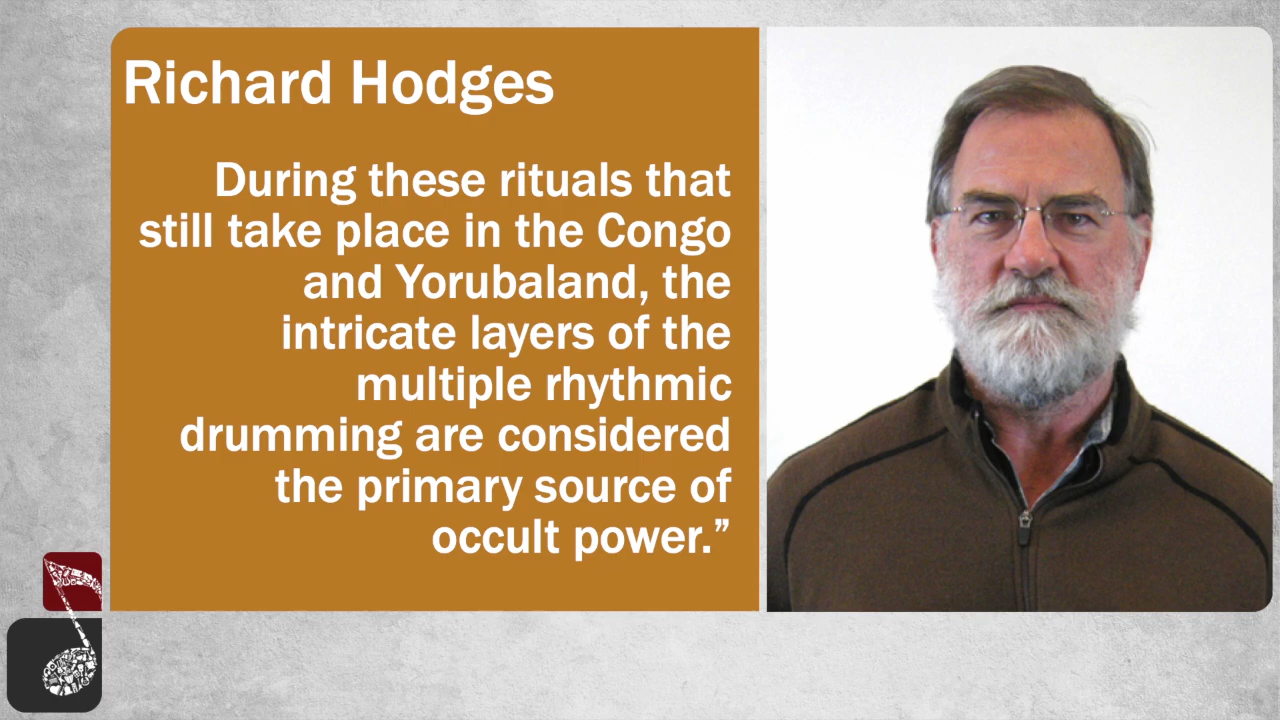 Richard Hodges
During these rituals that
still take place in the Congo
and Yorubaland, the
intricate layers of the
multiple rhythmic
drumming are considered
the primary source of
occult power.”